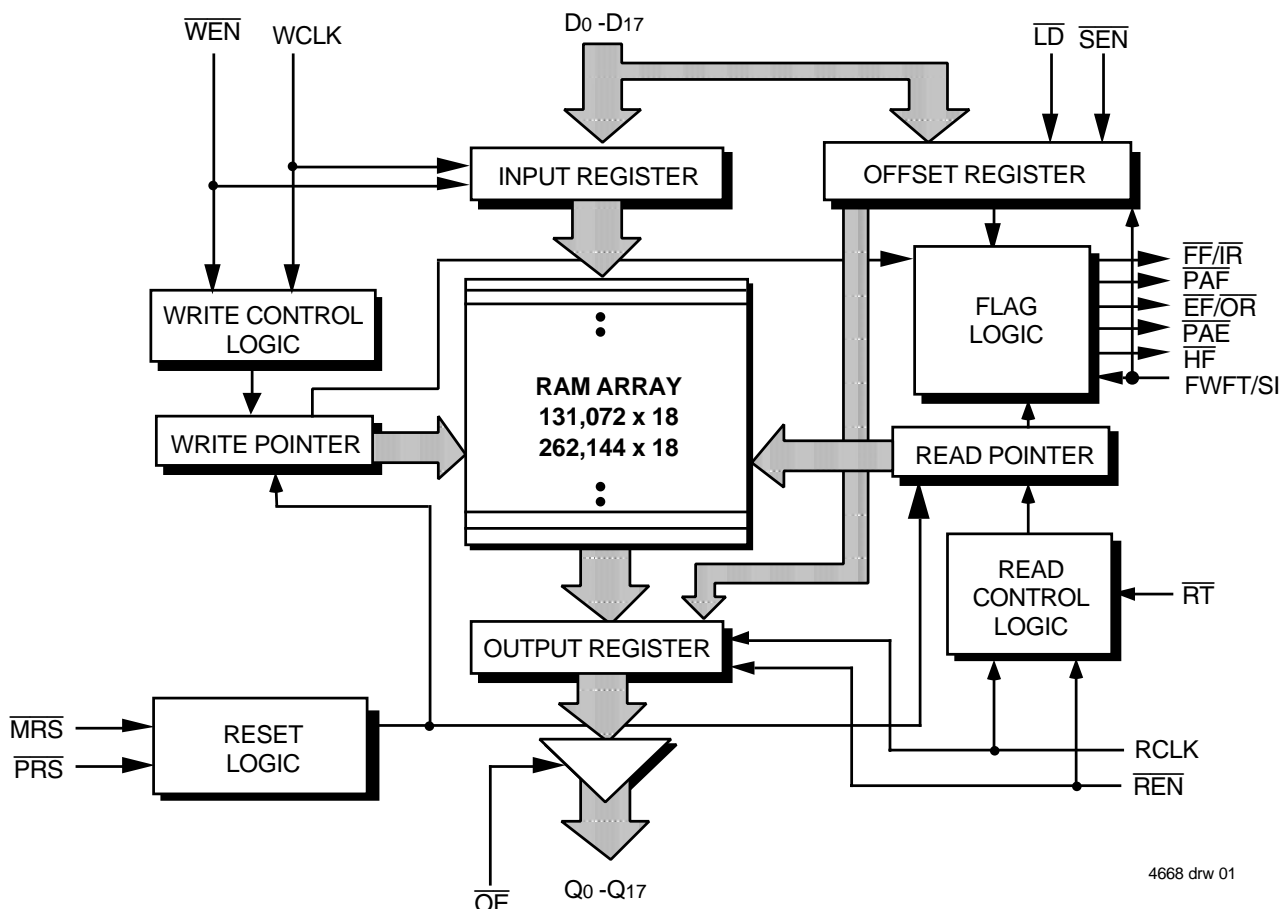 WEN WCLK D0 -D17 LD SEN
INPUT REGISTER
OFFSET REGISTER
WRITE CONTROL
LOGIC
FLAG
LOGIC
FF/IR
PAF
EF/OR
PAE
HF
FWFT/SI
RAM ARRAY
131,072 x 18
262,144 x 18
WRITE POINTER
READ POINTER
READ
CONTROL
LOGIC
RT
OUTPUT REGISTER
MRS
PRS
RESET
LOGIC
RCLK
REN
Q0 -Q17
4668 drw 01